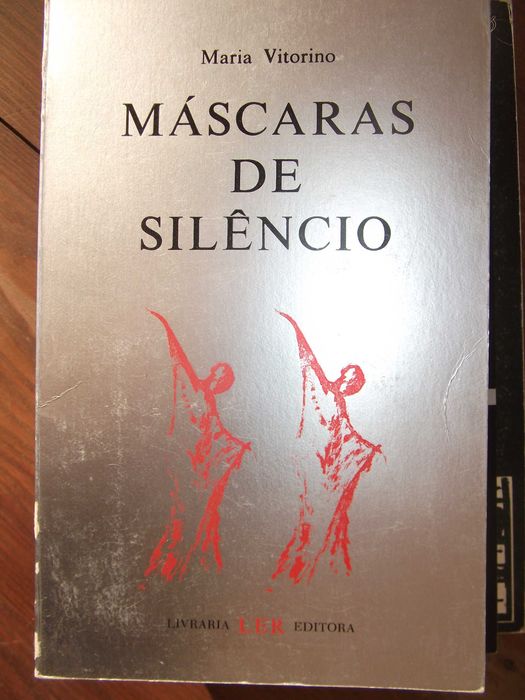 Maria Vitorino
MÁSCARAS
DE
SILÊNCIO
LIVRARIA LER EDITORA